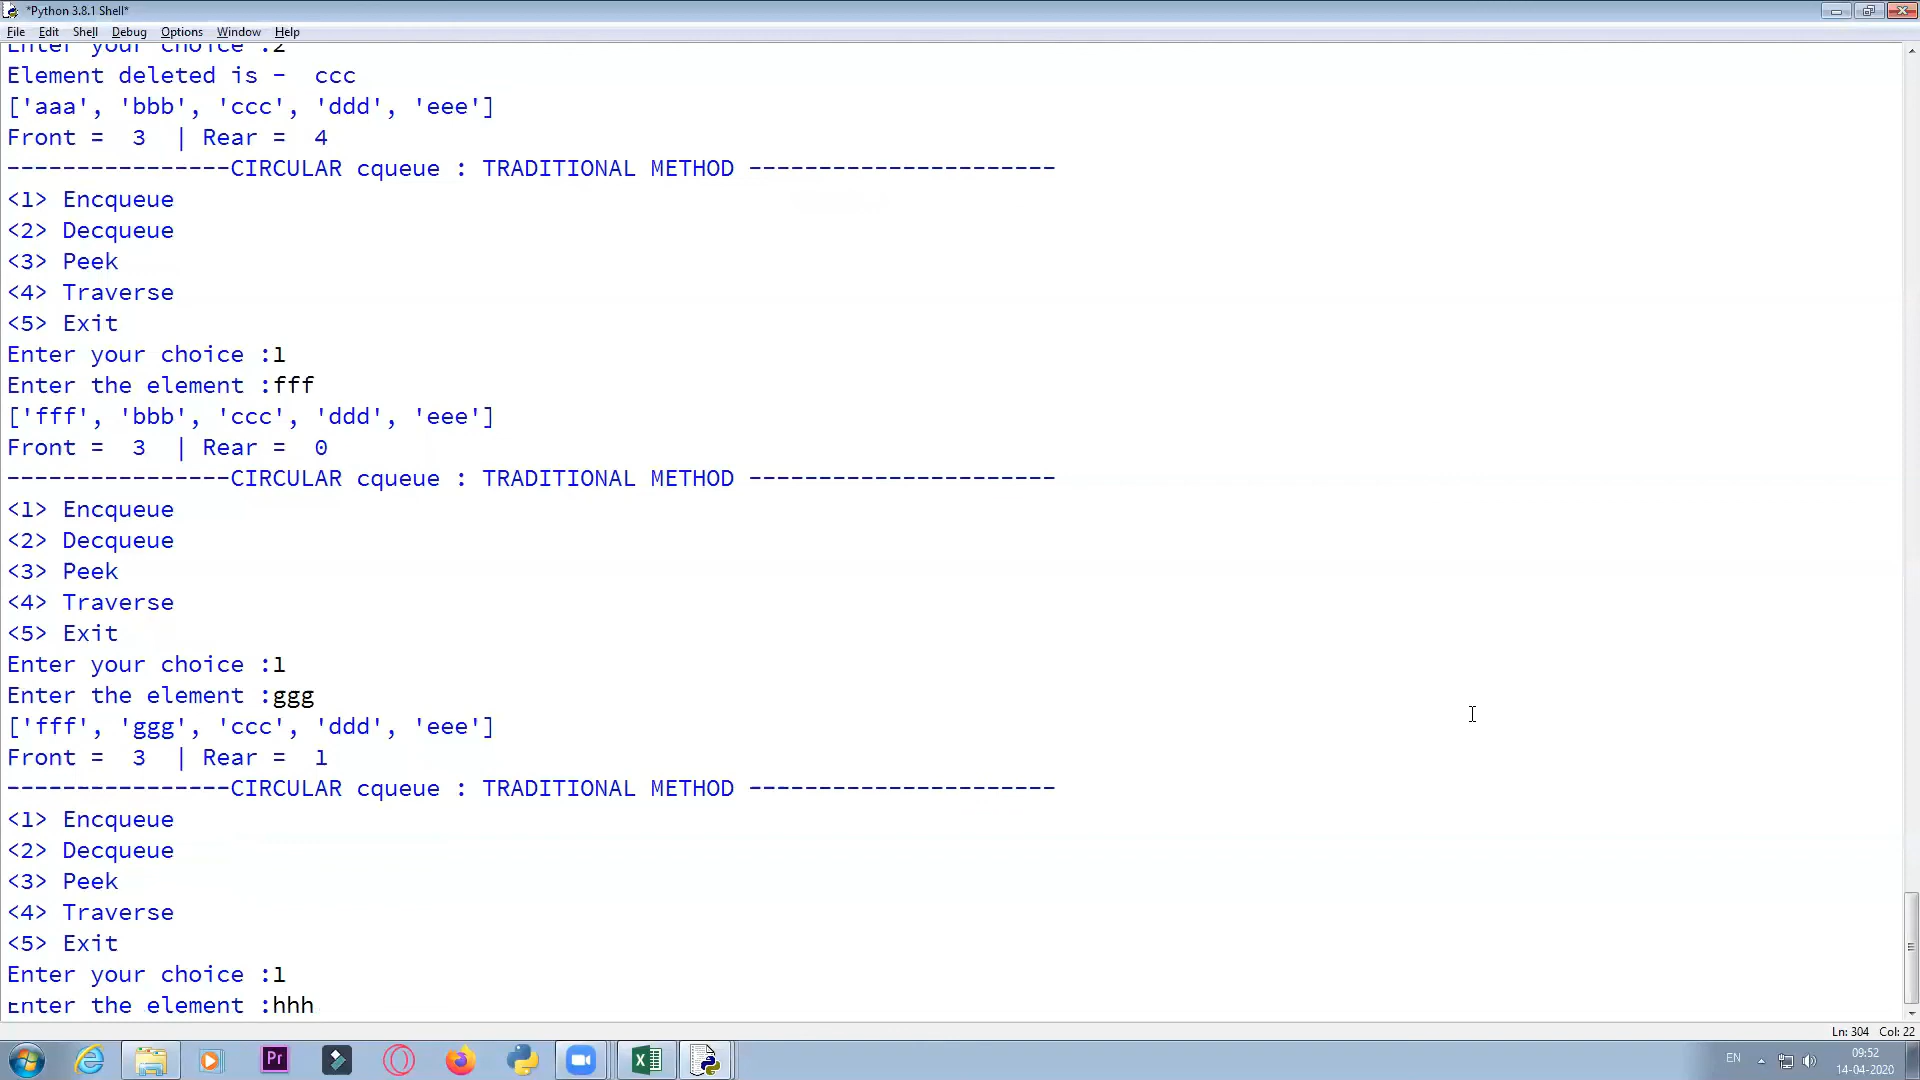 *Python 3.8.1 Shell*
File Edit Shell Debug Options Window Help
Enter your choice :2
Element deleted is -  ccc
['aaa', 'bbb', 'ccc', 'ddd', 'eee']
Front =  3  | Rear =  4
----------------CIRCULAR cqueue : TRADITIONAL METHOD ----------------------
<1> Encqueue
<2> Decqueue
<3> Peek
<4> Traverse
<5> Exit
Enter your choice :1
Enter the element :fff
['fff', 'bbb', 'ccc', 'ddd', 'eee']
Front =  3  | Rear =  0
----------------CIRCULAR cqueue : TRADITIONAL METHOD ----------------------
<1> Encqueue
<2> Decqueue
<3> Peek
<4> Traverse
<5> Exit
Enter your choice :1
Enter the element :ggg
['fff', 'ggg', 'ccc', 'ddd', 'eee']
Front =  3  | Rear =  1
----------------CIRCULAR cqueue : TRADITIONAL METHOD ----------------------
<1> Encqueue
<2> Decqueue
<3> Peek
<4> Traverse
<5> Exit
Enter your choice :1
Enter the element :hhh
Ln: 304 Col: 22
Pr
EN
09:52
14-04-2020